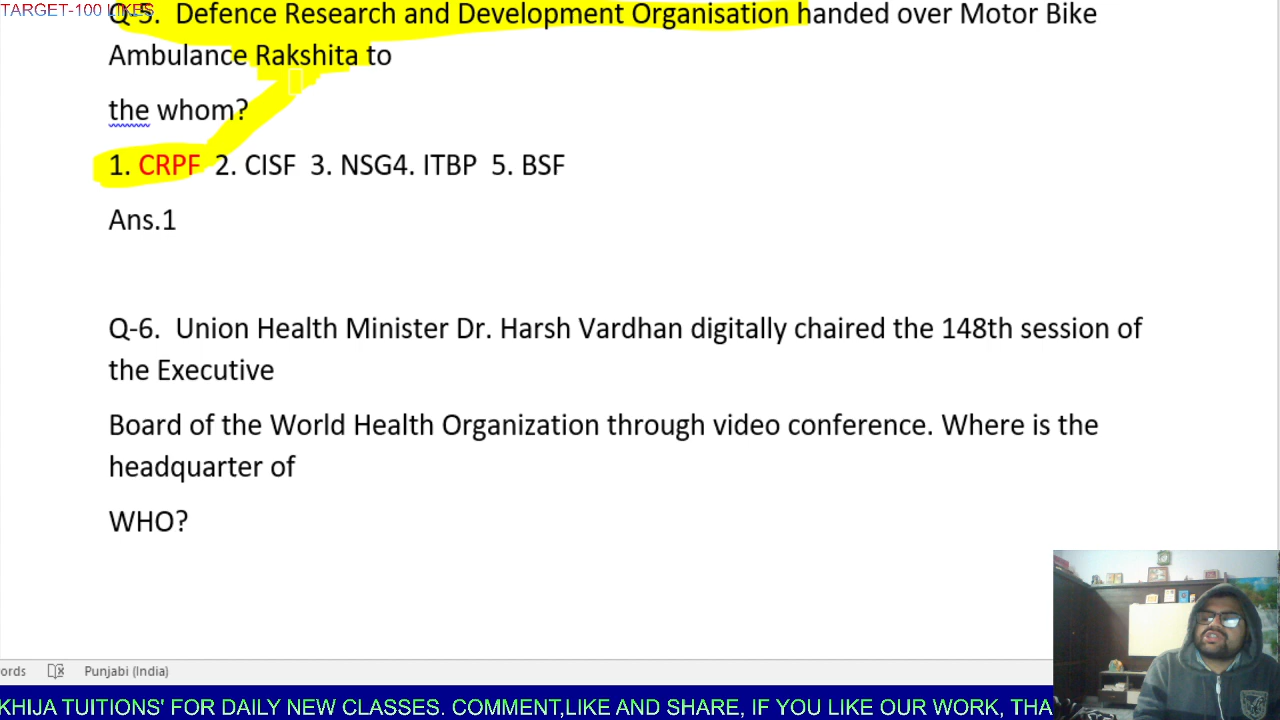 TARGET-100 LIKES
Defence Research and Development Organisation handed over Motor Bike
Ambulance Rakshita to
the whom?
1. CRPF 2. CISF 3. NSG4. ITBP 5. BSF
Ans.1
Q-6. Union Health Minister Dr. Harsh Vardhan digitally chaired the 148th session of
the Executive
Board of the World Health Organization through video conference. Where is the
headquarter of
WHO?
ords Punjabi (India)
KHIJA TUITIONS' FOR DAILY NEW CLASSES. COMMENT,LIKE AND SHARE, IF YOU LIKE OUR WORK, THA